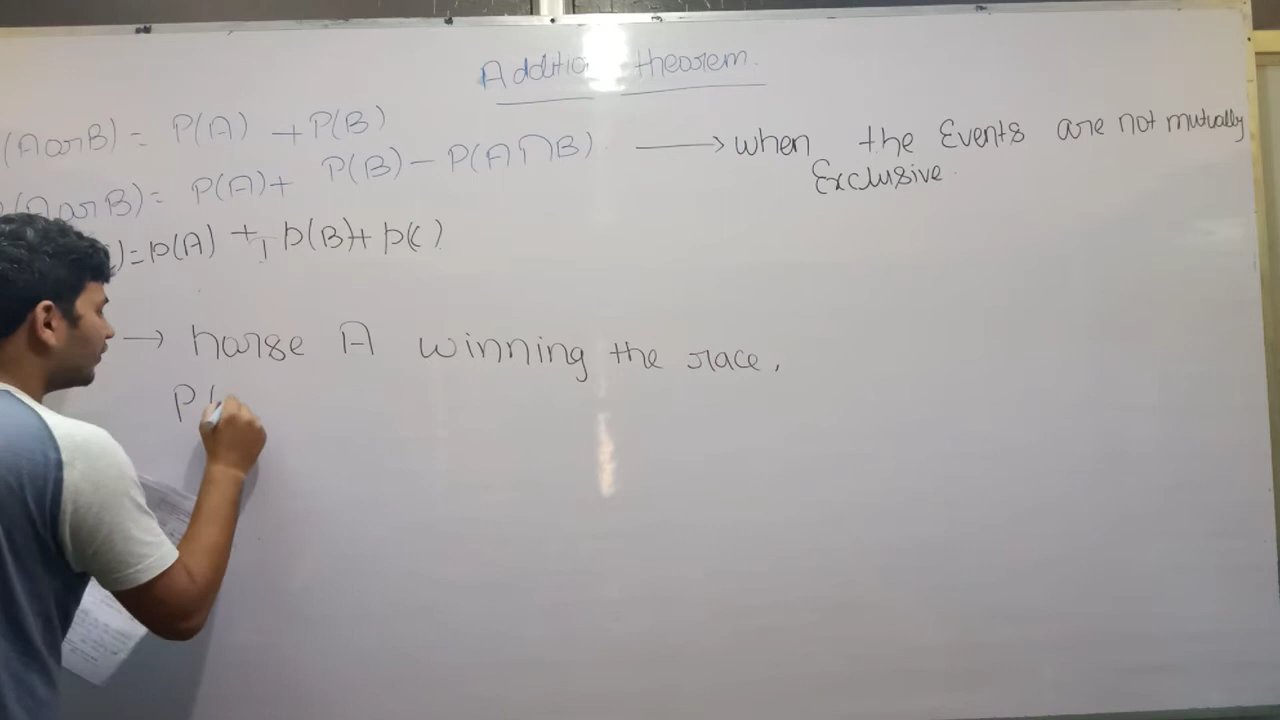 Addition theorem.
(A or B) = P(A) + P(B)
(A or B) = P(A) + P(B) - P(A∩B) → when the Events are not mutually
Exclusive.
) = p(A) + p(B) + p(C)
→ horse A winning the race,
P(